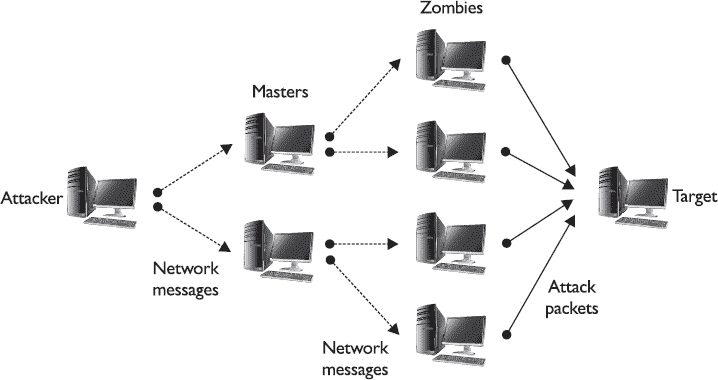 Zombies
Masters
Attacker
Target
Network
messages
Attack
packets
Network
messages